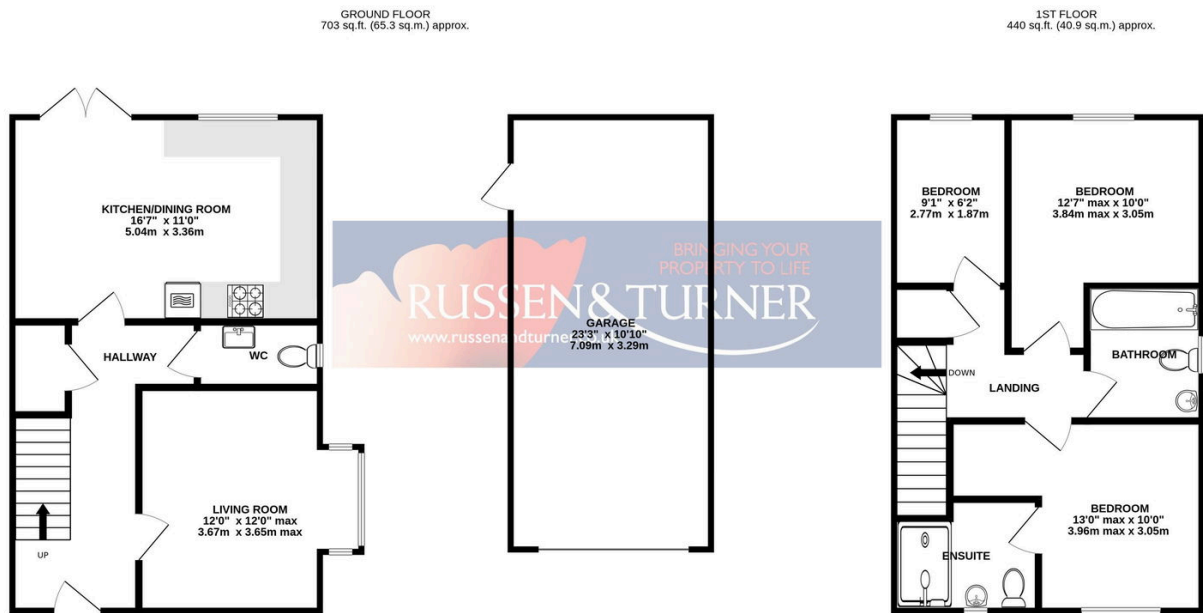 GROUND FLOOR
703 sq.ft. (65.3 sq.m.) approx.
1ST FLOOR
440 sq.ft. (40.9 sq.m.) approx.
KITCHEN/DINING ROOM
16'7" x 11'0"
5.04m x 3.36m
HALLWAY
WC
LIVING ROOM
12'0" x 12'0" max
3.67m x 3.65m max
UP
BRINGING YOUR
PROPERTY TO LIFE
RUSSEN & TURNER
www.russenandturner.co.uk
GARAGE
23'3" x 10'10"
7.09m x 3.29m
BEDROOM
9'1" x 6'2"
2.77m x 1.87m
BEDROOM
12'7" max x 10'0"
3.84m max x 3.05m
BATHROOM
DOWN
LANDING
BEDROOM
13'0" max x 10'0"
3.96m max x 3.05m
ENSUITE